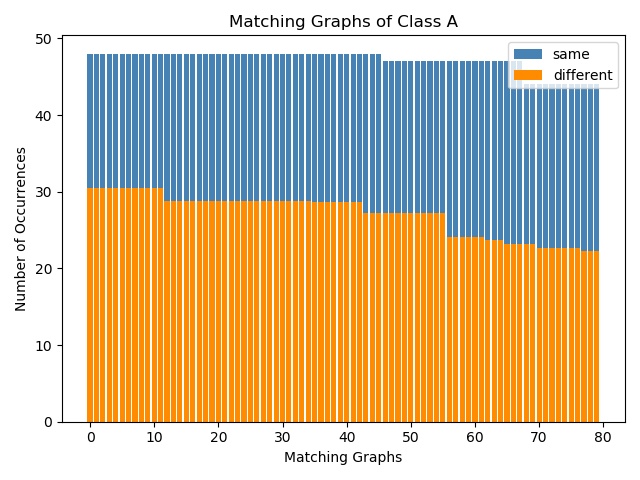 Matching Graphs of Class A
same
different
Number of Occurrences
50
40
30
20
10
0
0 10 20 30 40 50 60 70 80
Matching Graphs